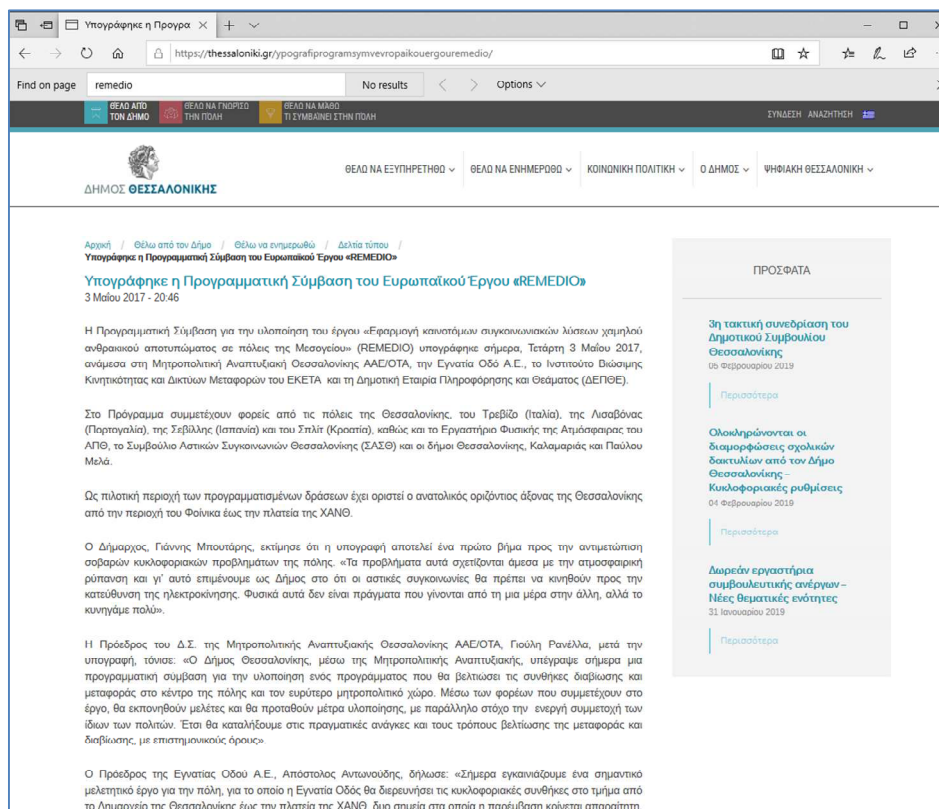 Υπογράφηκε η Προγρα
https://thessaloniki.gr/ypografiprogramsymvevropaikouergouremedio/
Find on page remedio No results Options
ΘΕΛΩ ΑΠΟ ΤΟΝ ΔΗΜΟ
ΘΕΛΩ ΝΑ ΓΝΩΡΙΣΩ ΤΗΝ ΠΟΛΗ
ΘΕΛΩ ΝΑ ΜΑΘΩ ΤΙ ΣΥΜΒΑΙΝΕΙ ΣΤΗΝ ΠΟΛΗ
ΣΥΝΔΕΣΗ ΑΝΑΖΗΤΗΣΗ
ΔΗΜΟΣ ΘΕΣΣΑΛΟΝΙΚΗΣ
ΘΕΛΩ ΝΑ ΕΞΥΠΗΡΕΤΗΘΩ ΘΕΛΩ ΝΑ ΕΝΗΜΕΡΩΘΩ ΚΟΙΝΩΝΙΚΗ ΠΟΛΙΤΙΚΗ Ο ΔΗΜΟΣ ΨΗΦΙΑΚΗ ΘΕΣΣΑΛΟΝΙΚΗ
Αρχική / Θέλω από τον Δήμο / Θέλω να ενημερωθώ / Δελτία τύπου /
Υπογράφηκε η Προγραμματική Σύμβαση του Ευρωπαϊκού Έργου «REMEDIO»
Υπογράφηκε η Προγραμματική Σύμβαση του Ευρωπαϊκού Έργου «REMEDIO»
3 Μαΐου 2017 - 20:46
Η Προγραμματική Σύμβαση για την υλοποίηση του έργου «Εφαρμογή καινοτόμων συγκοινωνιακών λύσεων χαμηλού
ανθρακικού αποτυπώματος σε πόλεις της Μεσογείου» (REMEDIO) υπογράφηκε σήμερα, Τετάρτη 3 Μαΐου 2017,
ανάμεσα στη Μητροπολιτική Αναπτυξιακή Θεσσαλονίκης ΑΑΕ/ΟΤΑ, την Εγνατία Οδό Α.Ε., το Ινστιτούτο Βιώσιμης
Κινητικότητας και Δικτύων Μεταφορών του ΕΚΕΤΑ και τη Δημοτική Εταιρία Πληροφόρησης και Θεάματος (ΔΕΠΘΕ).
Στο Πρόγραμμα συμμετέχουν φορείς από τις πόλεις της Θεσσαλονίκης, του Τρεβίζο (Ιταλία), της Λισαβόνας
(Πορτογαλία), της Σεβίλλης (Ισπανία) και του Σπλίτ (Κροατία), καθώς και το Εργαστήριο Φυσικής της Ατμόσφαιρας του
ΑΠΘ, το Συμβούλιο Αστικών Συγκοινωνιών Θεσσαλονίκης (ΣΑΣΘ) και οι δήμοι Θεσσαλονίκης, Καλαμαριάς και Παύλου
Μελά.
Ως πιλοτική περιοχή των προγραμματισμένων δράσεων έχει οριστεί ο ανατολικός οριζόντιος άξονας της Θεσσαλονίκης
από την περιοχή του Φοίνικα έως την πλατεία της ΧΑΝΘ.
Ο Δήμαρχος, Γιάννης Μπουτάρης, εκτίμησε ότι η υπογραφή αποτελεί ένα πρώτο βήμα προς την αντιμετώπιση
σοβαρών κυκλοφοριακών προβλημάτων της πόλης. «Τα προβλήματα αυτά σχετίζονται άμεσα με την ατμοσφαιρική
ρύπανση και γι' αυτό επιμένουμε ως Δήμος στο ότι οι αστικές συγκοινωνίες θα πρέπει να κινηθούν προς την
κατεύθυνση της ηλεκτροκίνησης. Φυσικά αυτά δεν είναι πράγματα που γίνονται από τη μια μέρα στην άλλη, αλλά το
κυνηγάμε πολύ».
Η Πρόεδρος του Δ.Σ. της Μητροπολιτικής Αναπτυξιακής Θεσσαλονίκης ΑΑΕ/ΟΤΑ, Γιούλη Ρανέλλα, μετά την
υπογραφή, τόνισε: «Ο Δήμος Θεσσαλονίκης, μέσω της Μητροπολιτικής Αναπτυξιακής, υπέγραψε σήμερα μια
προγραμματική σύμβαση για την υλοποίηση ενός προγράμματος που θα βελτιώσει τις συνθήκες διαβίωσης και
μεταφοράς στο κέντρο της πόλης και τον ευρύτερο μητροπολιτικό χώρο. Μέσω των φορέων που συμμετέχουν στο
έργο, θα εκπονηθούν μελέτες και θα προταθούν μέτρα υλοποίησης, με παράλληλο στόχο την ενεργή συμμετοχή των
ίδιων των πολιτών. Έτσι θα καταλήξουμε στις πραγματικές ανάγκες και τους τρόπους βελτίωσης της μεταφοράς και
διαβίωσης, με επιστημονικούς όρους».
Ο Πρόεδρος της Εγνατίας Οδού Α.Ε., Απόστολος Αντωνούδης, δήλωσε: «Σήμερα εγκαινιάζουμε ένα σημαντικό
μελετητικό έργο για την πόλη, για το οποίο η Εγνατία Οδός θα διερευνήσει τις κυκλοφοριακές συνθήκες στο τμήμα από
το Δημαρχείο της Θεσσαλονίκης έως την πλατεία της ΧΑΝΘ, δυο σημεία στα οποία η παρέμβαση κρίνεται απαραίτητη.
ΠΡΟΣΦΑΤΑ
3η τακτική συνεδρίαση του
Δημοτικού Συμβουλίου
Θεσσαλονίκης
05 Φεβρουαρίου 2019
Περισσότερα
Ολοκληρώνονται οι
διαμορφώσεις σχολικών
δακτυλίων από τον Δήμο
Θεσσαλονίκης –
Κυκλοφοριακές ρυθμίσεις
04 Φεβρουαρίου 2019
Περισσότερα
Δωρεάν εργαστήρια
συμβουλευτικής ανέργων –
Νέες θεματικές ενότητες
31 Ιανουαρίου 2019
Περισσότερα